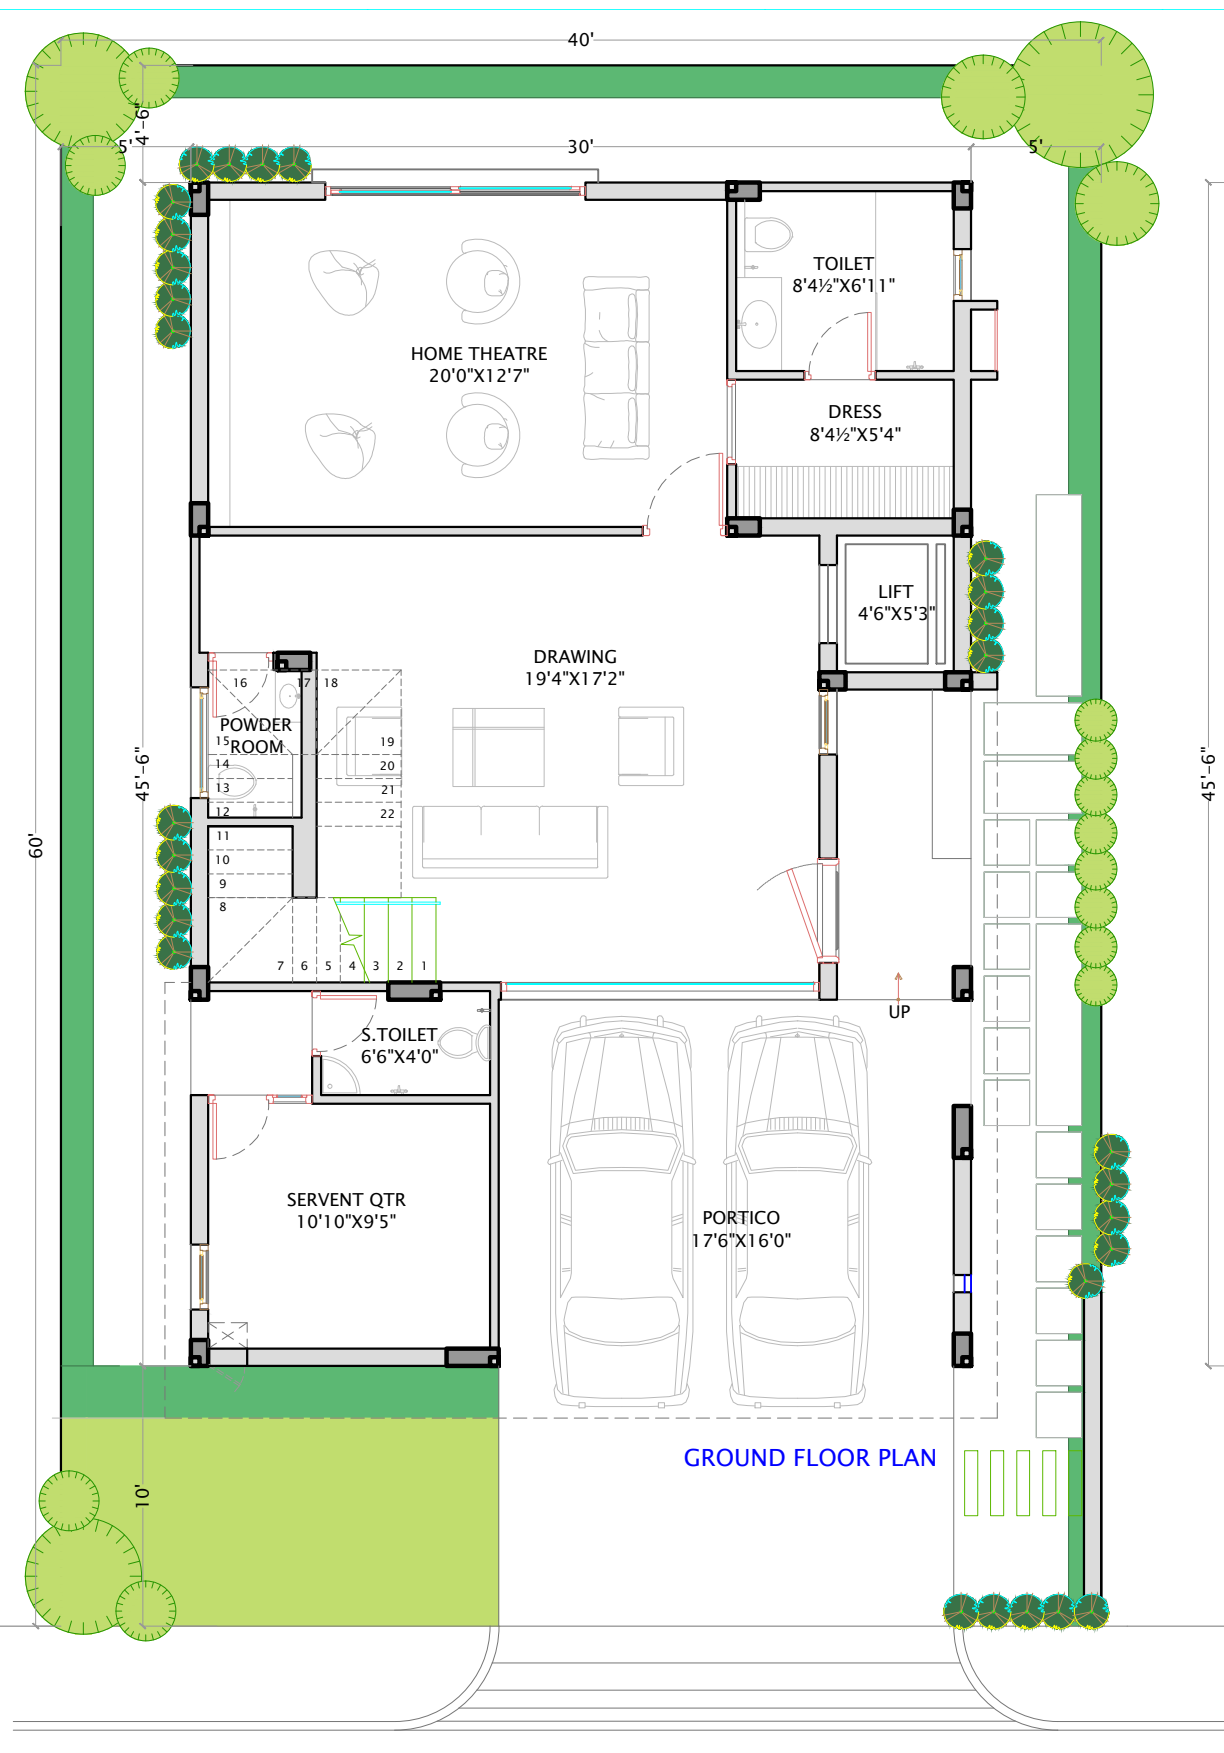 40'
4'-6"
5'
30'
5'
TOILET
8'4½"X6'11"
HOME THEATRE
20'0"X12'7"
DRESS
8'4½"X5'4"
LIFT
4'6"X5'3"
DRAWING
19'4"X17'2"
16
17
18
POWDER
ROOM
15
14
13
12
11
10
9
8
19
20
21
22
7
6
5
4
3
2
1
45'-6"
45'-6"
60'
UP
S.TOILET
6'6"X4'0"
SERVENT QTR
10'10"X9'5"
PORTICO
17'6"X16'0"
GROUND FLOOR PLAN
10'